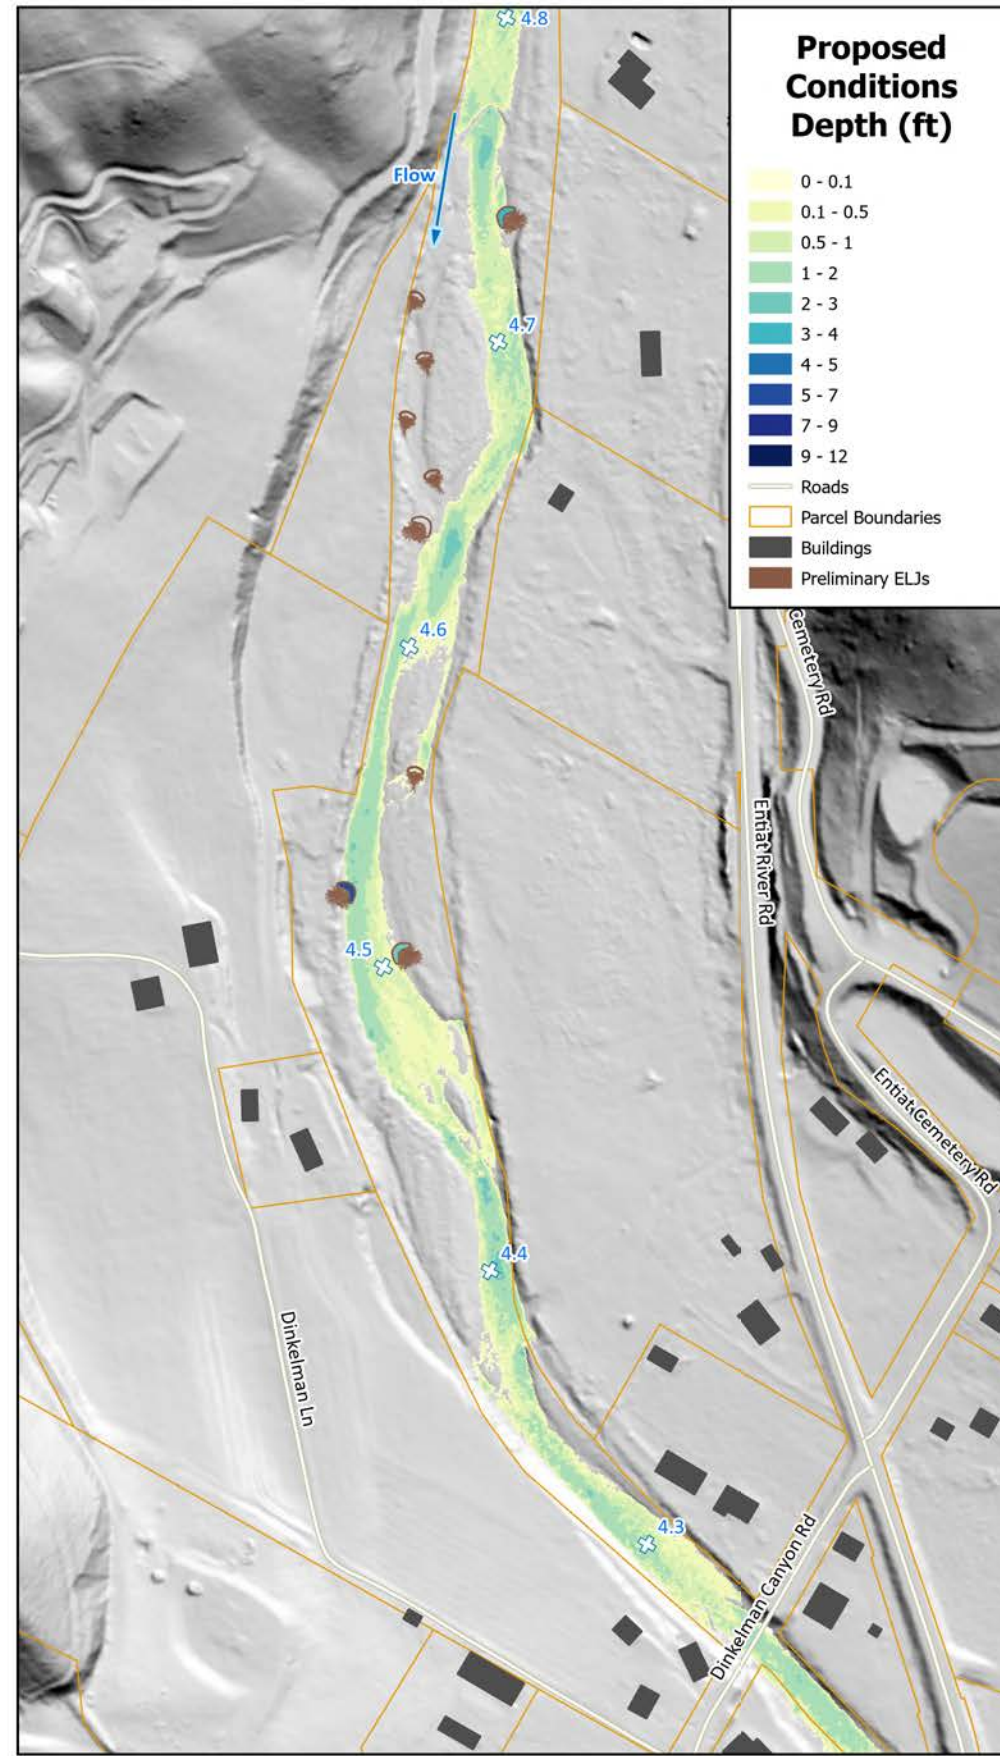 Proposed
Conditions
Depth (ft)
0 - 0.1
0.1 - 0.5
0.5 - 1
1 - 2
2 - 3
3 - 4
4 - 5
5 - 7
7 - 9
9 - 12
Roads
Parcel Boundaries
Buildings
Preliminary ELJs
4.8
Flow
4.7
4.6
Cemetery Rd
Entiat River Rd
4.5
Entiat Cemetery Rd
4.4
Dinkelman Ln
4.3
Dinkelman Canyon Rd